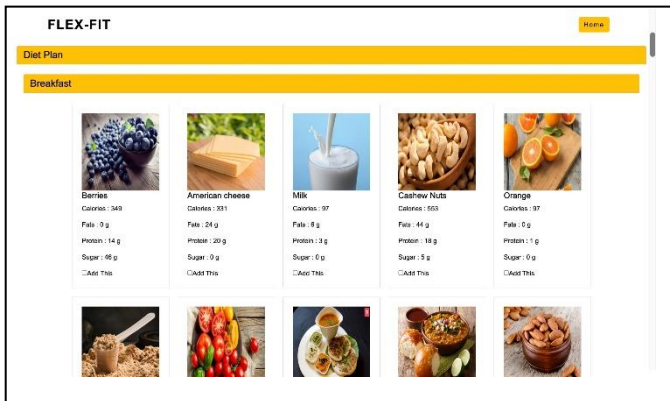 FLEX-FIT
Home
Diet Plan
Breakfast
Berries
Calories : 349
Fats : 0 g
Protein : 14 g
Sugar : 46 g
Add This
American cheese
Calories : 331
Fats : 24 g
Protein : 20 g
Sugar : 0 g
Add This
Milk
Calories : 97
Fats : 6 g
Protein : 3 g
Sugar : 0 g
Add This
Cashew Nuts
Calories : 553
Fats : 44 g
Protein : 18 g
Sugar : 5 g
Add This
Orange
Calories : 97
Fats : 0 g
Protein : 1 g
Sugar : 0 g
Add This